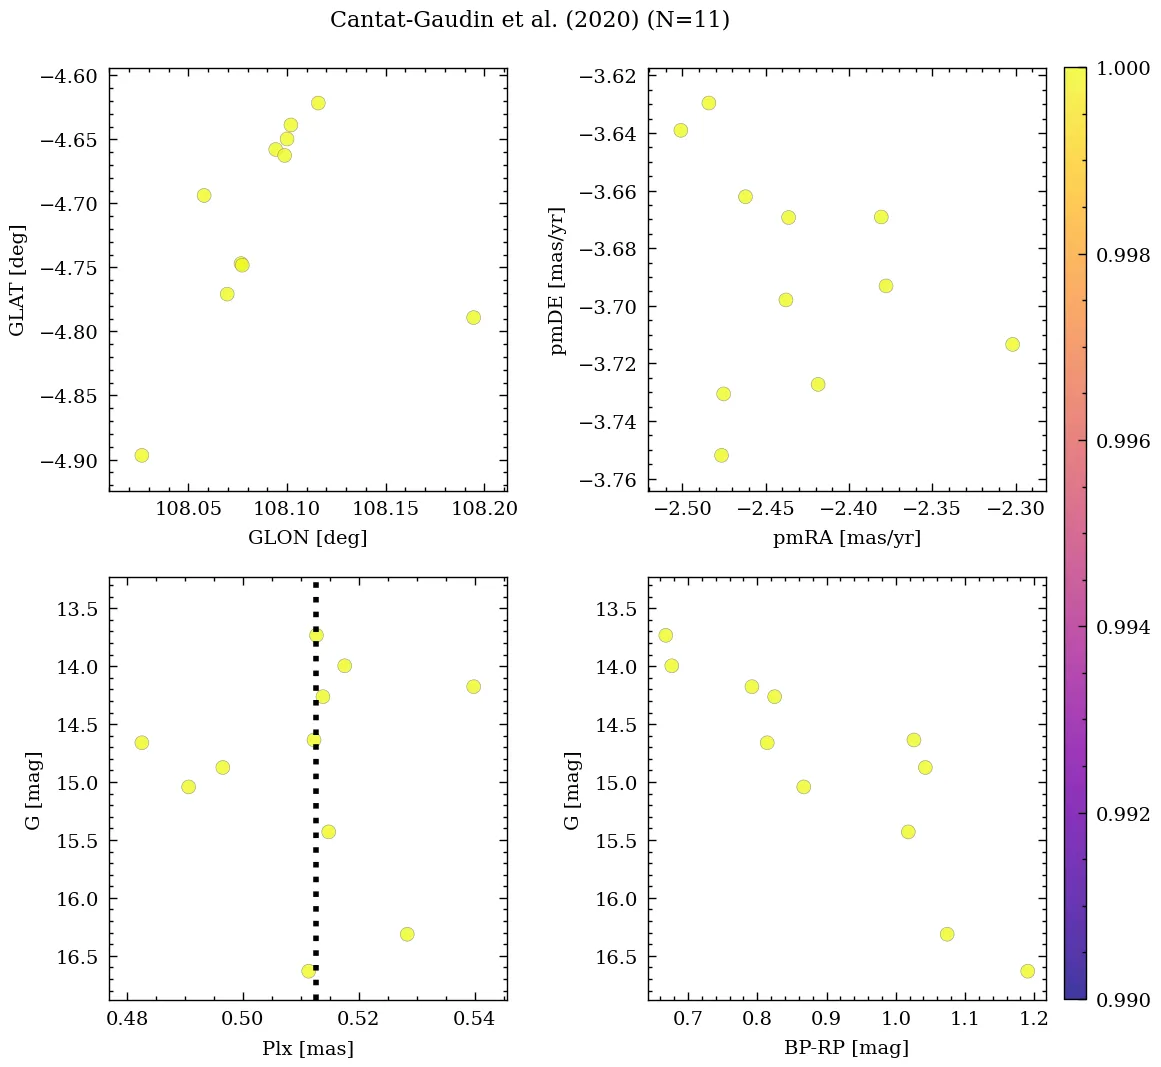 Cantat-Gaudin et al. (2020) (N=11)
−4.60
−4.65
−4.70
−4.75
−4.80
−4.85
−4.90
GLAT [deg]
108.05 108.10 108.15 108.20
GLON [deg]
−3.62
−3.64
−3.66
−3.68
−3.70
−3.72
−3.74
−3.76
pmDE [mas/yr]
−2.50 −2.45 −2.40 −2.35 −2.30
pmRA [mas/yr]
13.5
14.0
14.5
15.0
15.5
16.0
16.5
G [mag]
0.48 0.50 0.52 0.54
Plx [mas]
13.5
14.0
14.5
15.0
15.5
16.0
16.5
G [mag]
0.7 0.8 0.9 1.0 1.1 1.2
BP-RP [mag]
1.000
0.998
0.996
0.994
0.992
0.990